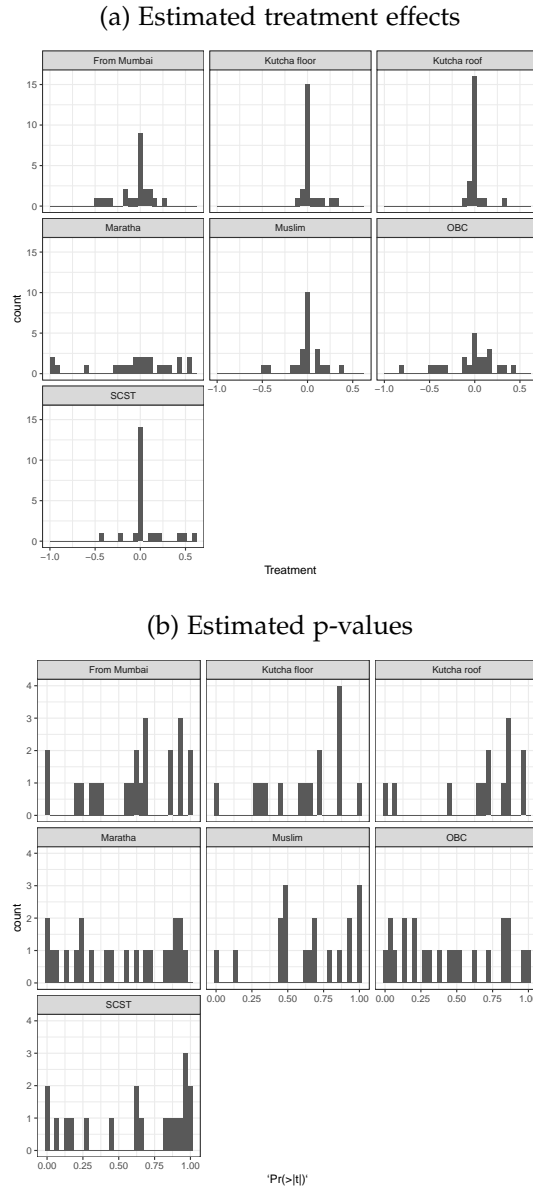 (a) Estimated treatment effects
From Mumbai Kutcha floor Kutcha roof
15
10
5
0
Maratha Muslim OBC
15
10
5
0
−1.0 −0.5 0.0 0.5 −1.0 −0.5 0.0 0.5
SCST
15
10
5
0
−1.0 −0.5 0.0 0.5
count
Treatment
(b) Estimated p-values
From Mumbai Kutcha floor Kutcha roof
4
3
2
1
0
Maratha Muslim OBC
4
3
2
1
0
0.00 0.25 0.50 0.75 1.00 0.00 0.25 0.50 0.75 1.00
SCST
4
3
2
1
0
0.00 0.25 0.50 0.75 1.00
count
'Pr(>|t|)'